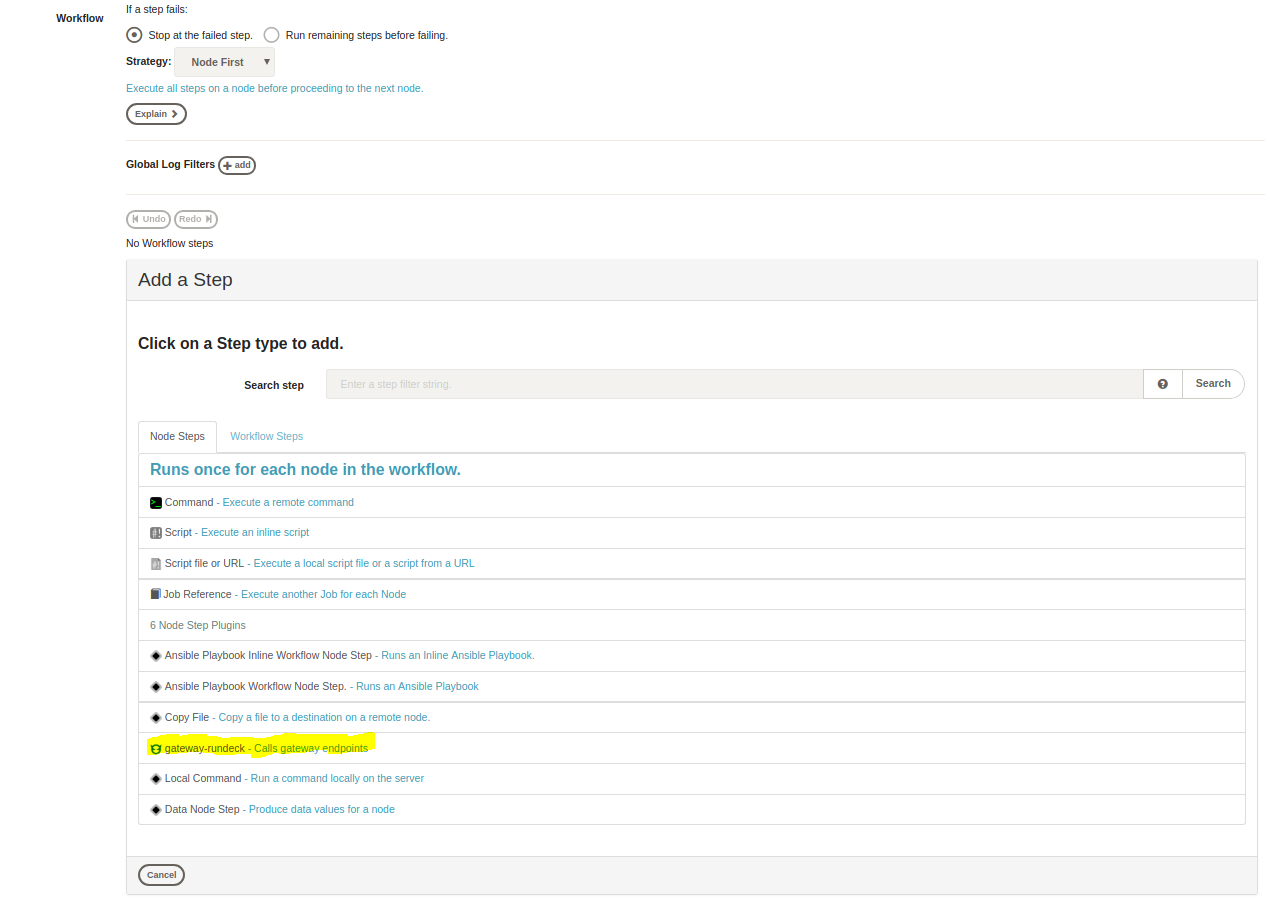 If a step fails:
Workflow
Stop at the failed step. Run remaining steps before failing.
Strategy: Node First
Execute all steps on a node before proceeding to the next node.
Explain
Global Log Filters add
Undo Redo
No Workflow steps
Add a Step
Click on a Step type to add.
Search step Enter a step filter string. Search
Node Steps Workflow Steps
Runs once for each node in the workflow.
Command - Execute a remote command
Script - Execute an inline script
Script file or URL - Execute a local script file or a script from a URL
Job Reference - Execute another Job for each Node
6 Node Step Plugins
Ansible Playbook Inline Workflow Node Step - Runs an Inline Ansible Playbook.
Ansible Playbook Workflow Node Step. - Runs an Ansible Playbook
Copy File - Copy a file to a destination on a remote node.
gateway-rundeck - Calls gateway endpoints
Local Command - Run a command locally on the server
Data Node Step - Produce data values for a node
Cancel